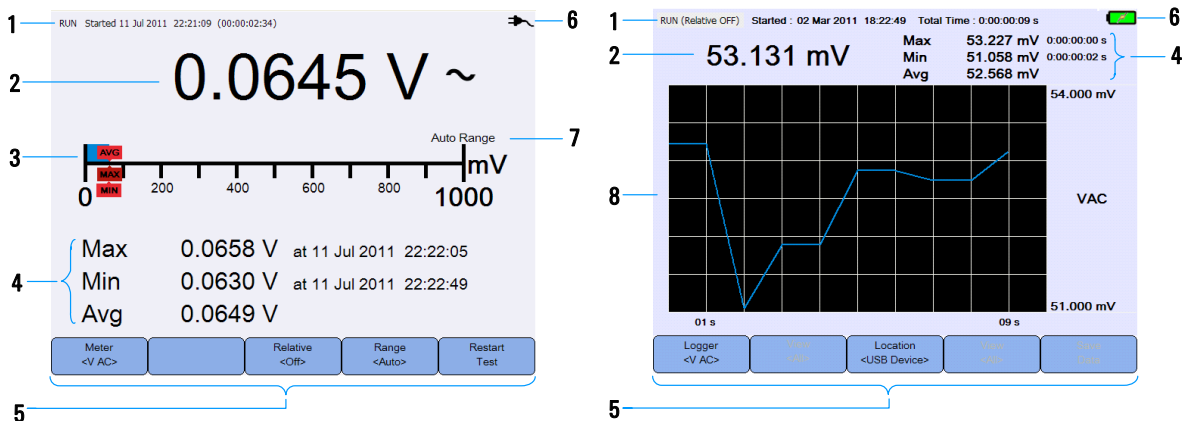 1
RUN Started 11 Jul 2011 22:21:09 (00:00:02:34)
6
2
0.0645 V ~
7
Auto Range
3
AVG
MAX
MIN
mV
0
200
400
600
800
1000
4
Max 0.0658 V at 11 Jul 2011 22:22:05
Min 0.0630 V at 11 Jul 2011 22:22:49
Avg 0.0649 V
Meter
<V AC>
Relative
<Off>
Range
<Auto>
Restart
Test
5
1
RUN (Relative OFF) Started : 02 Mar 2011 18:22:49 Total Time : 0:00:00:09 s
6
2
53.131 mV
Max 53.227 mV 0:00:00:00 s
Min 51.058 mV 0:00:00:02 s
Avg 52.568 mV
4
54.000 mV
8
VAC
51.000 mV
01 s
09 s
Logger
<V AC>
View
<All>
Location
<USB Device>
View
<All>
Save
Data
5